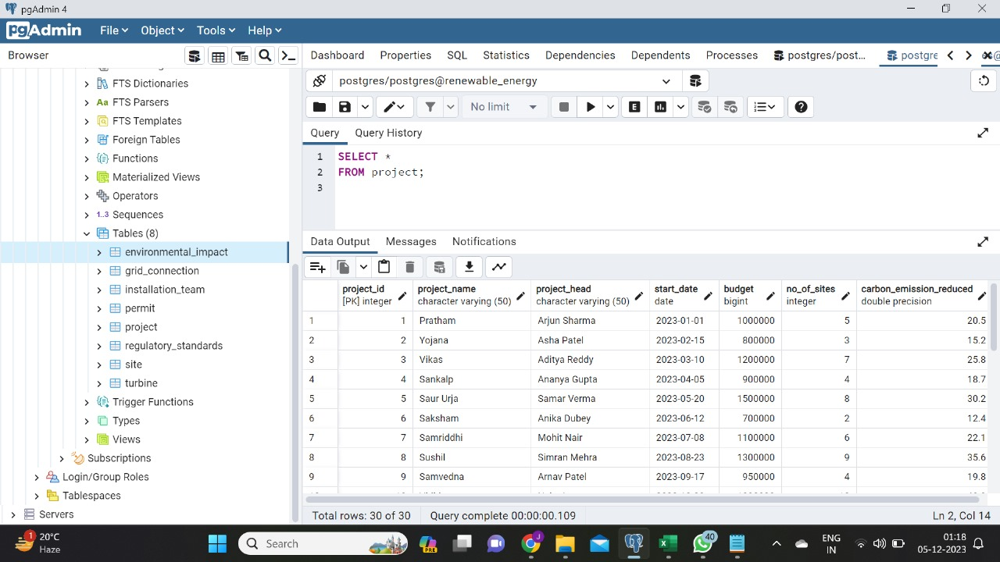 pgAdmin 4
pgAdmin File Object Tools Help
Browser
Dashboard Properties SQL Statistics Dependencies Dependents Processes postgres/post... postgre
FTS Dictionaries
Aa FTS Parsers
FTS Templates
Foreign Tables
Functions
Materialized Views
Operators
1..3 Sequences
Tables (8)
environmental_impact
grid_connection
installation_team
permit
project
regulatory_standards
site
turbine
Trigger Functions
Types
Views
Subscriptions
Login/Group Roles
Tablespaces
Servers
postgres/postgres@renewable_energy
No limit
E
Query Query History
1 SELECT *
2 FROM project;
3
Data Output Messages Notifications
project_id project_name project_head start_date budget no_of_sites carbon_emission_reduced
[PK] integer character varying (50) character varying (50) date bigint integer double precision
1 1 Pratham Arjun Sharma 2023-01-01 1000000 5 20.5
2 2 Yojana Asha Patel 2023-02-15 800000 3 15.2
3 3 Vikas Aditya Reddy 2023-03-10 1200000 7 25.8
4 4 Sankalp Ananya Gupta 2023-04-05 900000 4 18.7
5 5 Saur Urja Samar Verma 2023-05-20 1500000 8 30.2
6 6 Saksham Anika Dubey 2023-06-12 700000 2 12.4
7 7 Samriddhi Mohit Nair 2023-07-08 1100000 6 22.1
8 8 Sushil Simran Mehra 2023-08-23 1300000 9 35.6
9 9 Samvedna Arnav Patel 2023-09-17 950000 4 19.8
Total rows: 30 of 30 Query complete 00:00:00.109 Ln 2, Col 14
1 20°C
Haze
Search
PRE
J
40
ENG
IN
01:18
05-12-2023